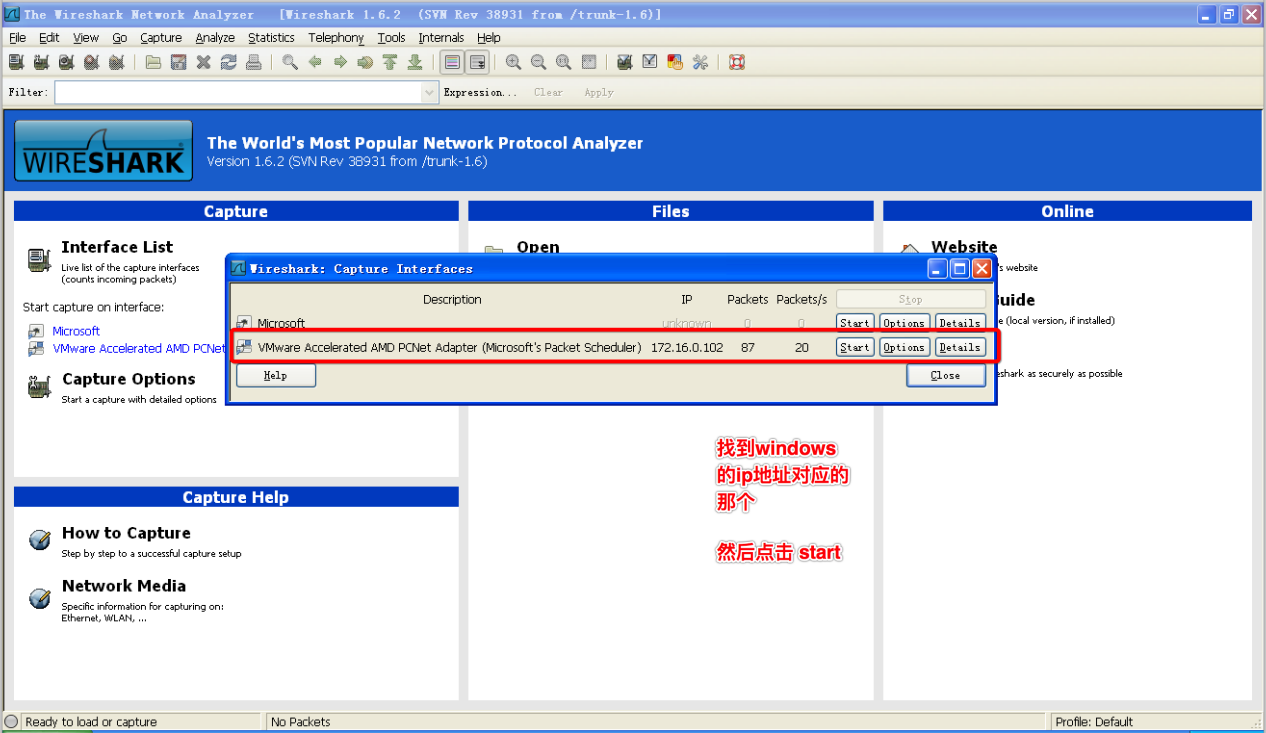 The Wireshark Network Analyzer [Wireshark 1.6.2 (SVN Rev 38931 from /trunk-1.6)]
File Edit View Go Capture Analyze Statistics Telephony Tools Internals Help
Filter: Expression... Clear Apply
WIRESHARK
The World's Most Popular Network Protocol Analyzer
Version 1.6.2 (SVN Rev 38931 from /trunk-1.6)
Capture
Interface List
Live list of the capture interfaces
(counts incoming packets)
Start capture on interface:
Microsoft
VMware Accelerated AMD PCNet
Capture Options
Start a capture with detailed options
Capture Help
How to Capture
Step by step to a successful capture setup
Network Media
Specific information for capturing on:
Ethernet, WLAN, ...
Files
Open
Online
Website
's website
Guide
(local version, if installed)
shark as securely as possible
Wireshark: Capture Interfaces
Description IP Packets Packets/s Stop
Microsoft unknown 0 0 Start Options Details
VMware Accelerated AMD PCNet Adapter (Microsoft's Packet Scheduler) 172.16.0.102 87 20 Start Options Details
Help Close
找到windows
的ip地址对应的
那个
然后点击 start
Ready to load or capture No Packets Profile: Default